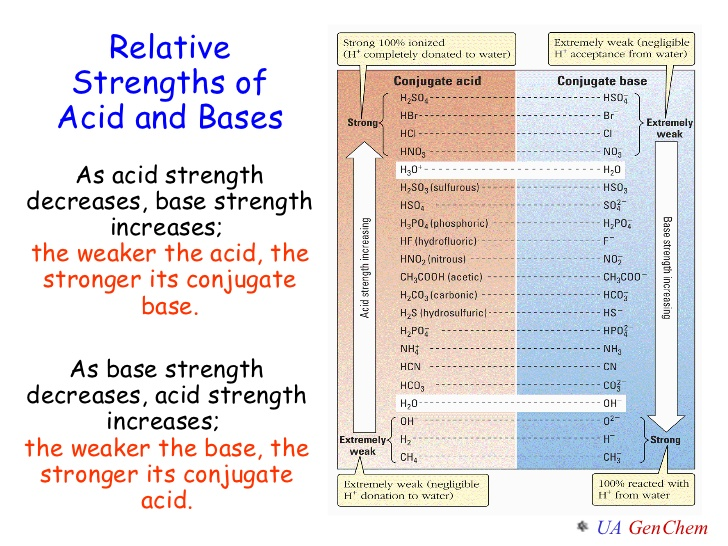 Relative
Strengths of
Acid and Bases
As acid strength
decreases, base strength
increases;
the weaker the acid, the
stronger its conjugate
base.
As base strength
decreases, acid strength
increases;
the weaker the base, the
stronger its conjugate
acid.
Strong 100% ionized
(H⁺ completely donated to water)
Extremely weak (negligible
H⁺ acceptance from water)
Conjugate acid
Conjugate base
H₂SO₄ HSO₄⁻
HBr Br⁻
Strong
Extremely
weak
HCl Cl⁻
HNO₃ NO₃⁻
H₃O⁺ H₂O
H₂SO₃ (sulfurous) HSO₃⁻
HSO₄⁻ SO₄²⁻
H₃PO₄ (phosphoric) H₂PO₄⁻
HF (hydrofluoric) F⁻
HNO₂ (nitrous) NO₂⁻
CH₃COOH (acetic) CH₃COO⁻
H₂CO₃ (carbonic) HCO₃⁻
H₂S (hydrosulfuric) HS⁻
H₂PO₄⁻ HPO₄²⁻
NH₄⁺ NH₃
HCN CN⁻
HCO₃⁻ CO₃²⁻
H₂O OH⁻
OH⁻ O²⁻
H₂ H⁻
CH₄ CH₃⁻
Acid strength increasing
Base strength increasing
Extremely
weak
Strong
Extremely weak (negligible
H⁺ donation to water)
100% reacted with
H⁺ from water
UA GenChem